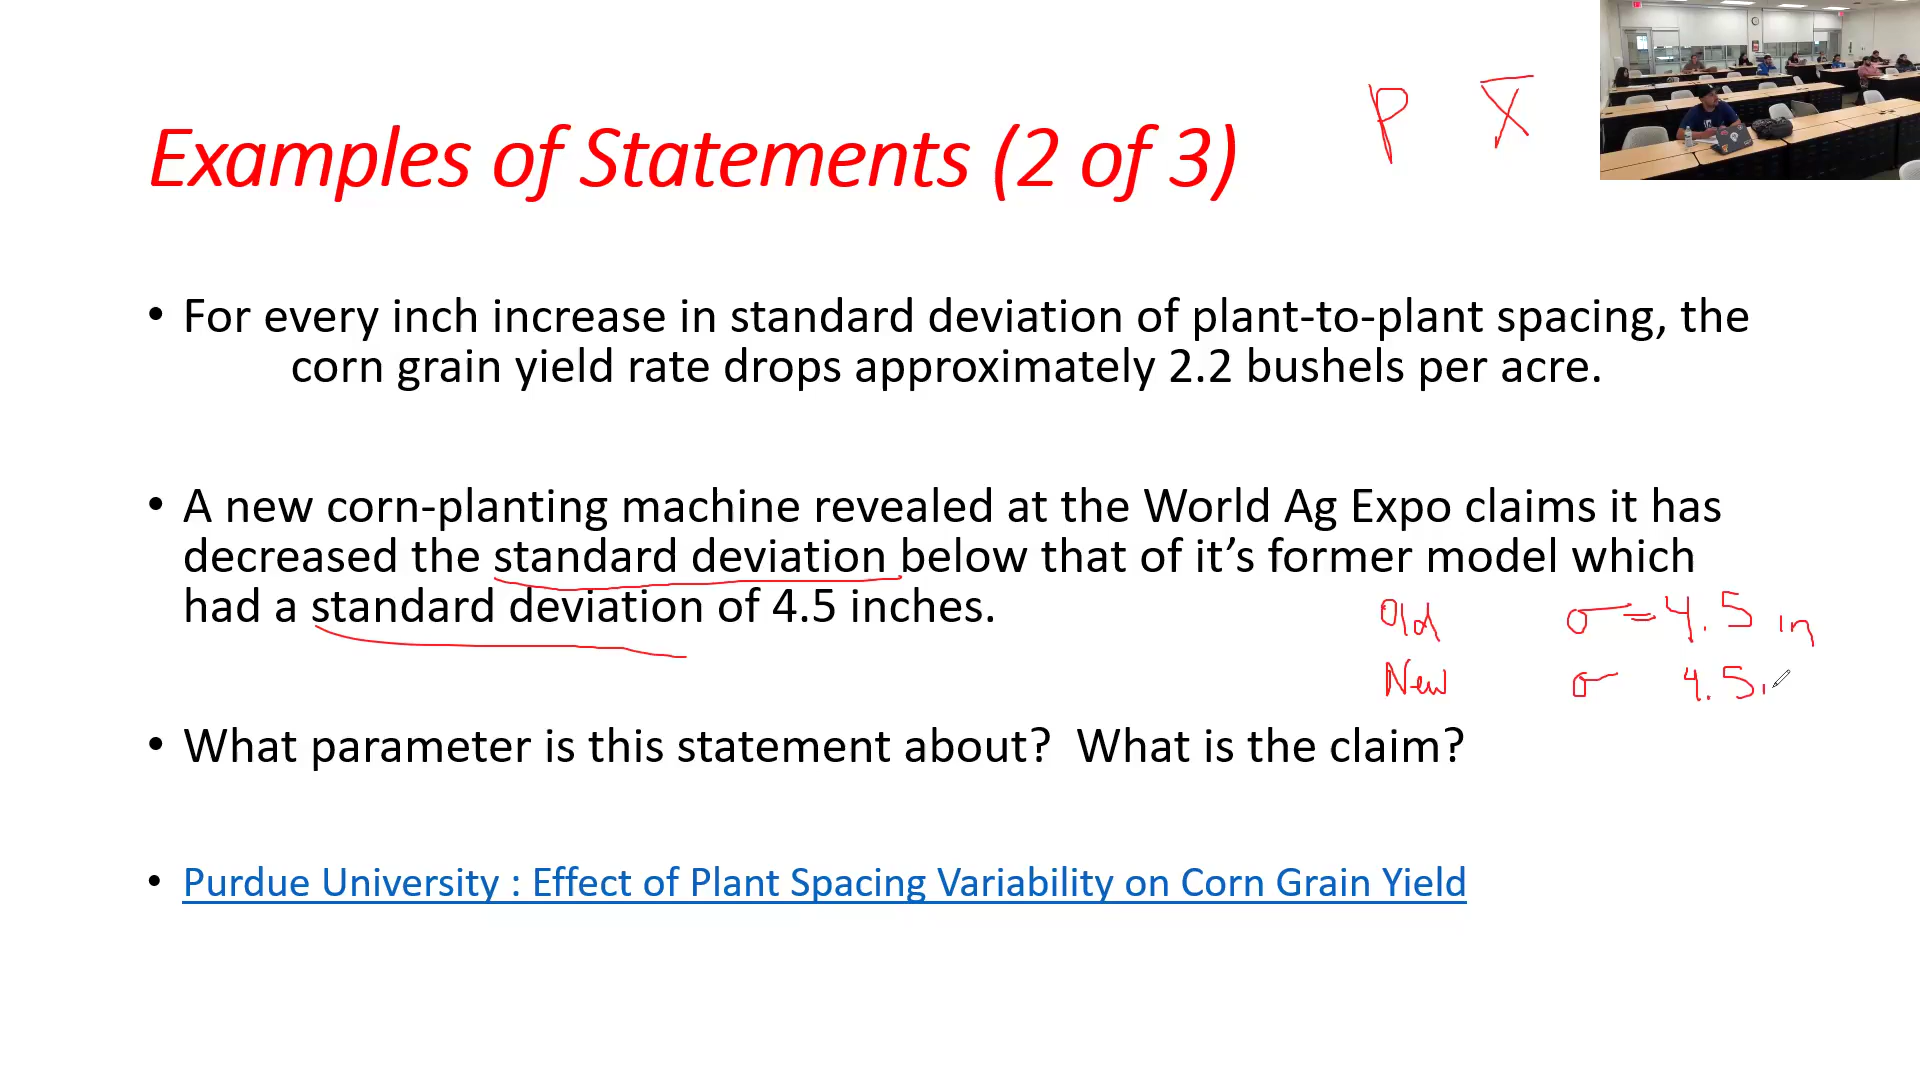 P X̅
Examples of Statements (2 of 3)
• For every inch increase in standard deviation of plant-to-plant spacing, the
corn grain yield rate drops approximately 2.2 bushels per acre.
• A new corn-planting machine revealed at the World Ag Expo claims it has
decreased the standard deviation below that of it’s former model which
had a standard deviation of 4.5 inches.
Old σ = 4.5 in
New σ 4.5 i
• What parameter is this statement about? What is the claim?
• Purdue University : Effect of Plant Spacing Variability on Corn Grain Yield